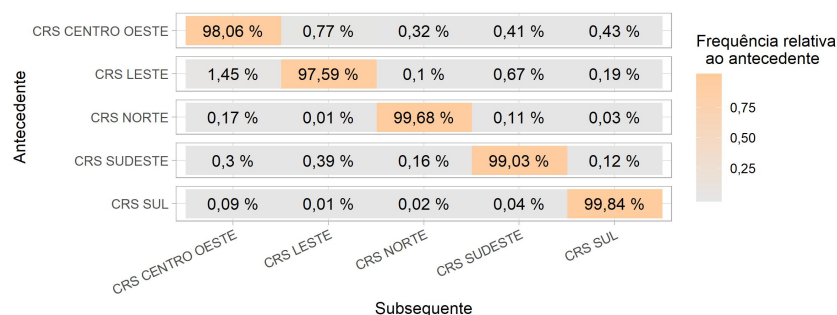 CRS CENTRO OESTE 98,06 % 0,77 % 0,32 % 0,41 % 0,43 %
CRS LESTE 1,45 % 97,59 % 0,1 % 0,67 % 0,19 %
CRS NORTE 0,17 % 0,01 % 99,68 % 0,11 % 0,03 %
CRS SUDESTE 0,3 % 0,39 % 0,16 % 99,03 % 0,12 %
CRS SUL 0,09 % 0,01 % 0,02 % 0,04 % 99,84 %
Antecedente
CRS CENTRO OESTE
CRS LESTE
CRS NORTE
CRS SUDESTE
CRS SUL
Subsequente
Frequência relativa
ao antecedente
0,75
0,50
0,25